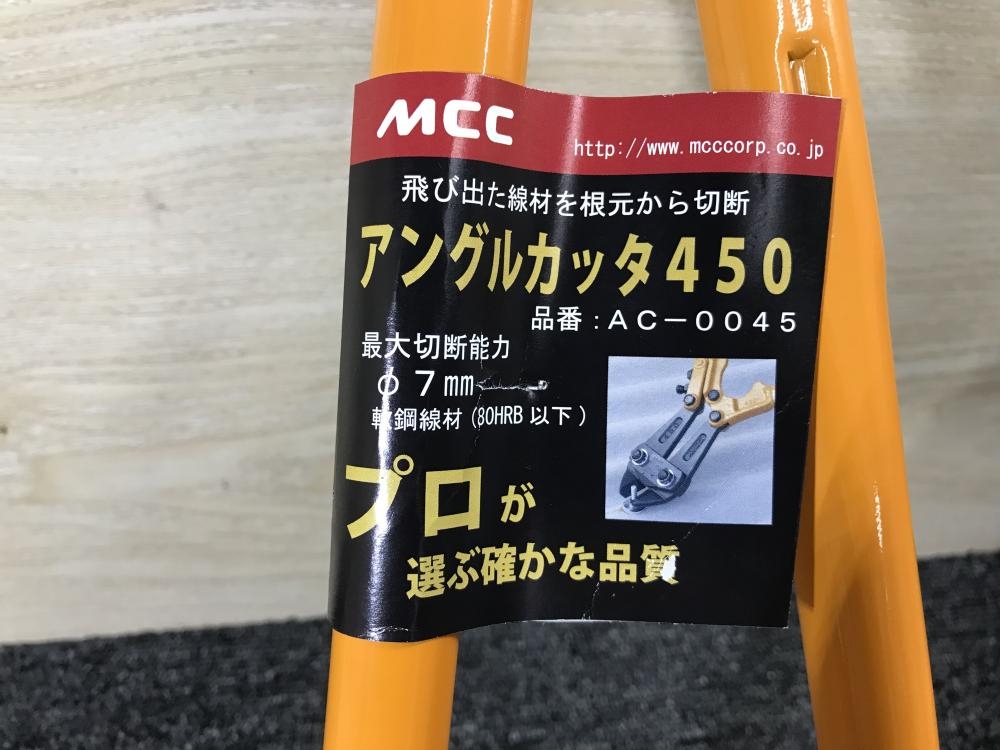 MCC
http://www.mcccorp.co.jp
飛び出た線材を根元から切断
アングルカッタ450
品番：AC－0045
最大切断能力
φ7㎜
軟鋼線材(80HRB以下)
プロが
選ぶ確かな品質